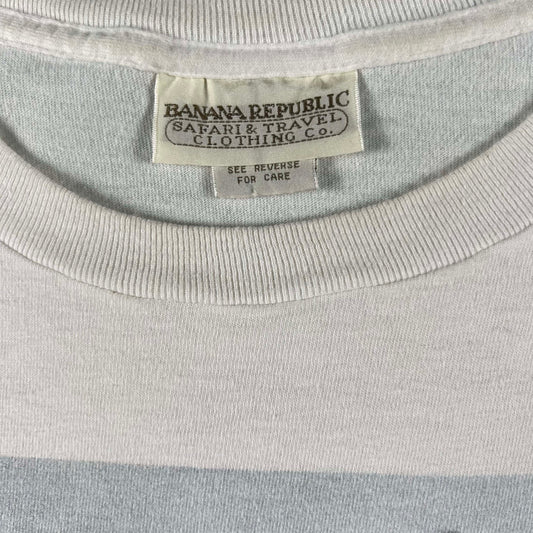 BANANA REPUBLIC
SAFARI & TRAVEL
CLOTHING Co.
SEE REVERSE
FOR CARE